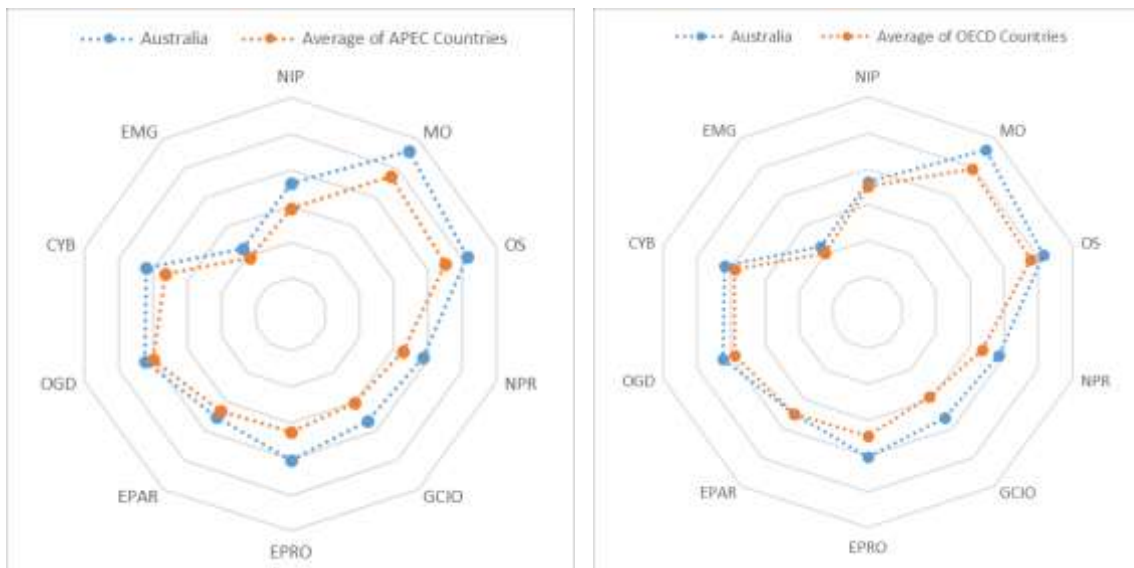 Australia Average of APEC Countries
NIP
MO
OS
NPR
GCIO
EPRO
EPAR
OGD
CYB
EMG
Australia Average of OECD Countries
NIP
MO
OS
NPR
GCIO
EPRO
EPAR
OGD
CYB
EMG